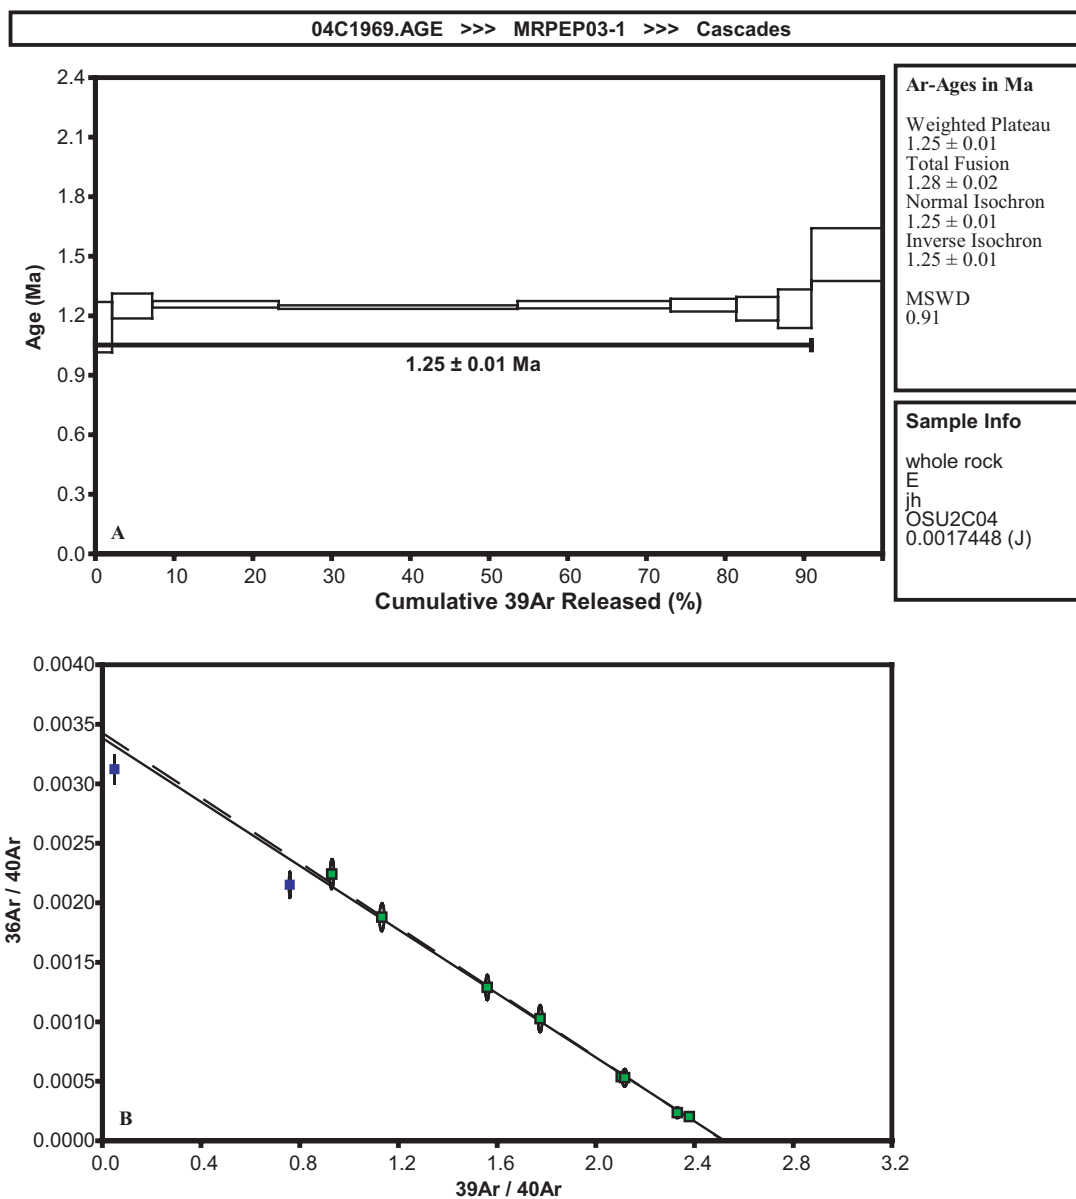 04C1969.AGE >>> MRPEP03-1 >>> Cascades
2.4
2.1
1.8
1.5
1.2
0.9
0.6
0.3
0.0
Age (Ma)
1.25 ± 0.01 Ma
A
0 10 20 30 40 50 60 70 80 90
Cumulative 39Ar Released (%)
Ar-Ages in Ma
Weighted Plateau
1.25 ± 0.01
Total Fusion
1.28 ± 0.02
Normal Isochron
1.25 ± 0.01
Inverse Isochron
1.25 ± 0.01
MSWD
0.91
Sample Info
whole rock
E
jh
OSU2C04
0.0017448 (J)
0.0040
0.0035
0.0030
0.0025
0.0020
0.0015
0.0010
0.0005
0.0000
36Ar / 40Ar
B
0.0 0.4 0.8 1.2 1.6 2.0 2.4 2.8 3.2
39Ar / 40Ar